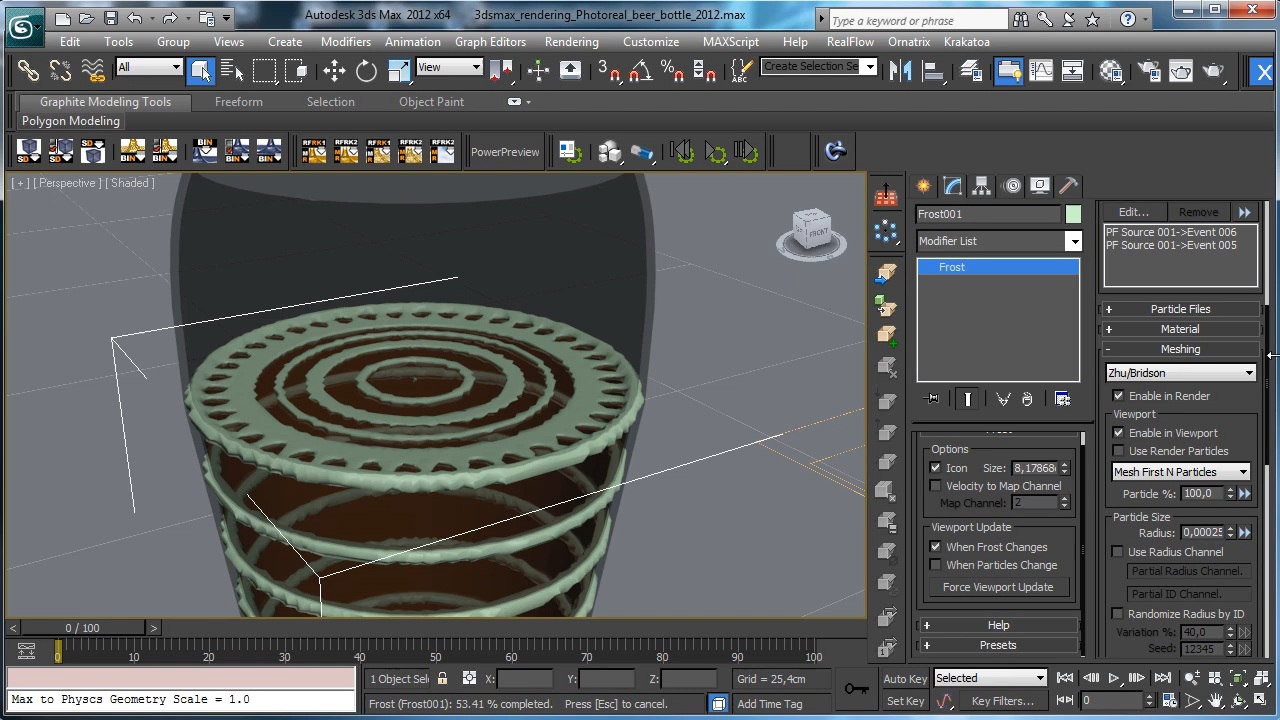 Autodesk 3ds Max 2012 x64 3dsmax_rendering_Photoreal_beer_bottle_2012.max
Type a keyword or phrase
Edit Tools Group Views Create Modifiers Animation Graph Editors Rendering Customize MAXScript Help RealFlow Ornatrix Krakatoa
All View Create Selection Se X
Graphite Modeling Tools Freeform Selection Object Paint
Polygon Modeling
PowerPreview
[ + ] [ Perspective ] [ Shaded ]
FRONT
Frost001
Modifier List
Frost
Options
Icon Size: 8,17868
Velocity to Map Channel
Map Channel: 2
Viewport Update
When Frost Changes
When Particles Change
Force Viewport Update
+ Help
+ Presets
Edit... Remove
PF Source 001->Event 006
PF Source 001->Event 005
+ Particle Files
+ Material
- Meshing
Zhu/Bridson
Enable in Render
Viewport
Enable in Viewport
Use Render Particles
Mesh First N Particles
Particle %: 100,0
Particle Size
Radius: 0,00025
Use Radius Channel
Partial Radius Channel.
Partial ID Channel.
Randomize Radius by ID
Variation %: 40,0
Seed: 12345
< 0 / 100 >
0 10 20 30 40 50 60 70 80 90 100
1 Object Sel X: Y: Z: Grid = 25,4cm
Auto Key Selected
Max to Physcs Geometry Scale = 1.0
Frost (Frost001): 53.41 % completed. Press [Esc] to cancel.
Add Time Tag
Set Key Key Filters... 0